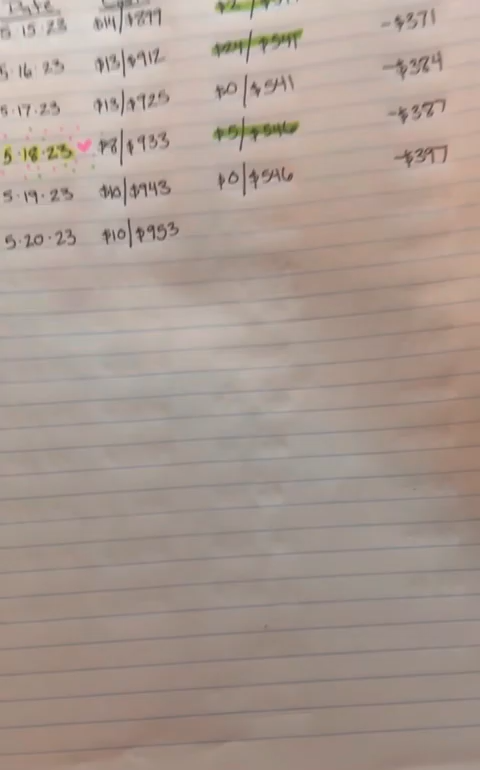 Date
5.15.23 $14/$899 $2/
5.16.23 $13|$912 $24/$541 -$371
5.17.23 $13|$925 $0/$541 -$384
5.18.23 $8/$933 $5/$546 -$387
5.19.23 $10/$943 $0/$546 -$397
5.20.23 $10|$953